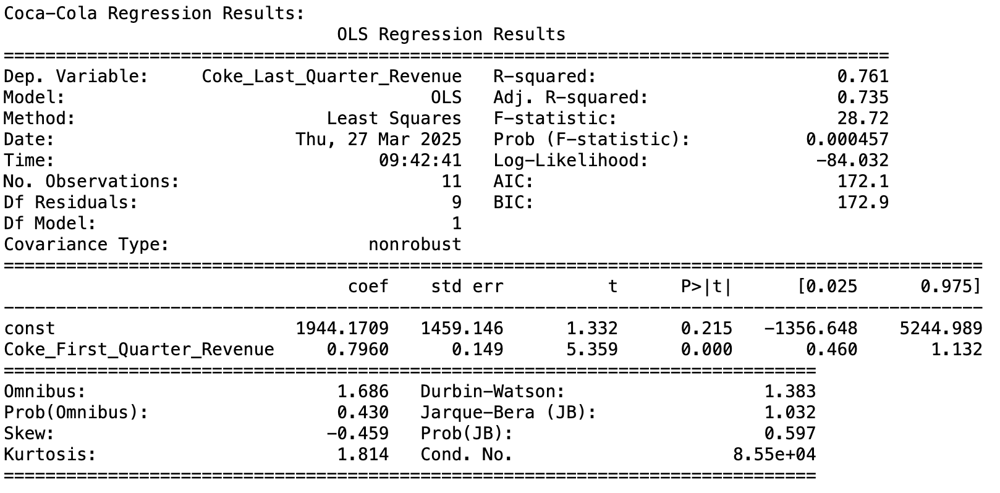 Coca-Cola Regression Results:
                                OLS Regression Results
=====================================================================================
Dep. Variable:     Coke_Last_Quarter_Revenue   R-squared:                       0.761
Model:                                   OLS   Adj. R-squared:                  0.735
Method:                        Least Squares   F-statistic:                     28.72
Date:                       Thu, 27 Mar 2025   Prob (F-statistic):           0.000457
Time:                               09:42:41   Log-Likelihood:                -84.032
No. Observations:                         11   AIC:                             172.1
Df Residuals:                              9   BIC:                             172.9
Df Model:                                  1
Covariance Type:                   nonrobust
==============================================================================================
                                 coef    std err          t      P>|t|      [0.025      0.975]
----------------------------------------------------------------------------------------------
const                       1944.1709   1459.146      1.332      0.215   -1356.648    5244.989
Coke_First_Quarter_Revenue     0.7960      0.149      5.359      0.000       0.460       1.132
==============================================================================
Omnibus:                        1.686   Durbin-Watson:                   1.383
Prob(Omnibus):                  0.430   Jarque-Bera (JB):                1.032
Skew:                          -0.459   Prob(JB):                        0.597
Kurtosis:                       1.814   Cond. No.                     8.55e+04
==============================================================================